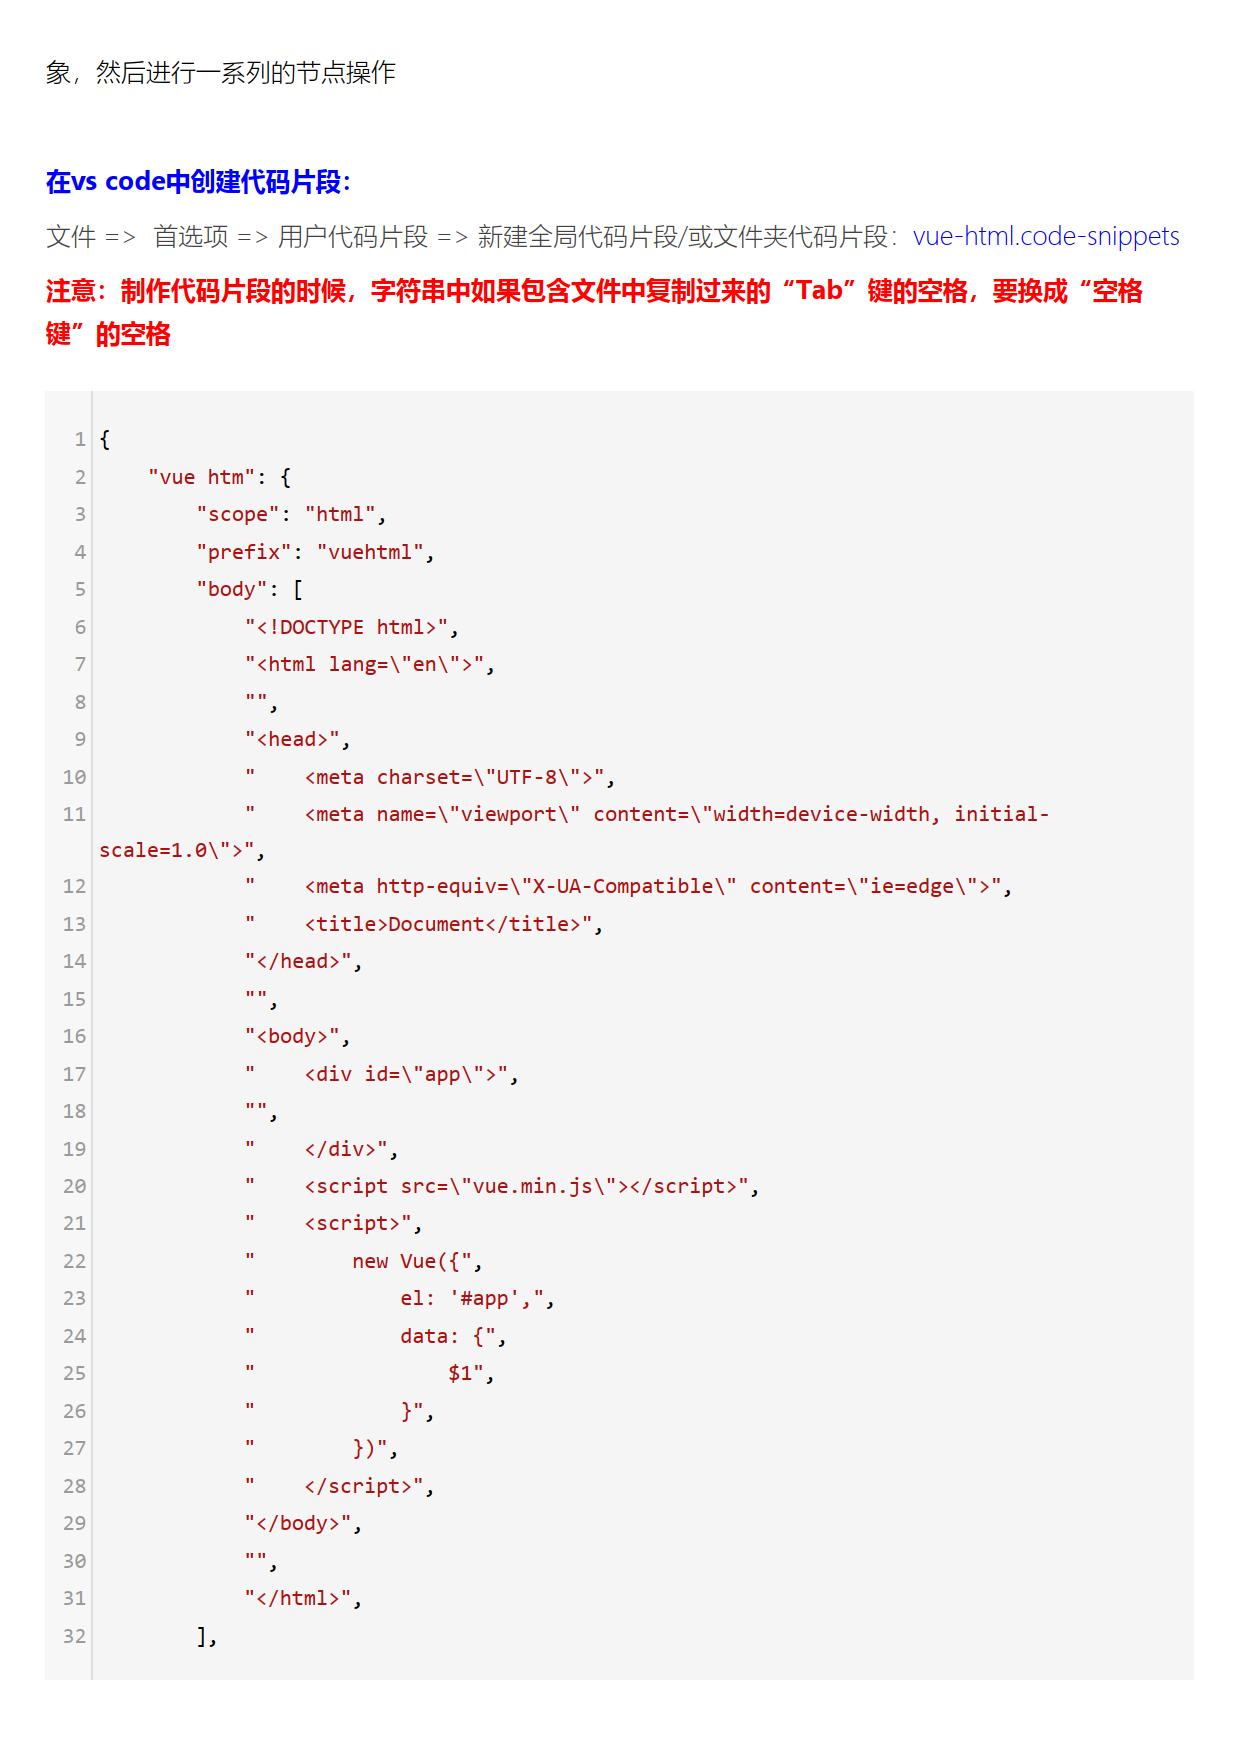 象，然后进行一系列的节点操作
在vs code中创建代码片段：
文件 =>  首选项 => 用户代码片段 => 新建全局代码片段/或文件夹代码片段：vue-html.code-snippets
注意：制作代码片段的时候，字符串中如果包含文件中复制过来的“Tab”键的空格，要换成“空格
键”的空格
1 {
2     "vue htm": {
3         "scope": "html",
4         "prefix": "vuehtml",
5         "body": [
6             "<!DOCTYPE html>",
7             "<html lang=\"en\">",
8             "",
9             "<head>",
10             "    <meta charset=\"UTF-8\">",
11             "    <meta name=\"viewport\" content=\"width=device-width, initial-
scale=1.0\">",
12             "    <meta http-equiv=\"X-UA-Compatible\" content=\"ie=edge\">",
13             "    <title>Document</title>",
14             "</head>",
15             "",
16             "<body>",
17             "    <div id=\"app\">",
18             "",
19             "    </div>",
20             "    <script src=\"vue.min.js\"></script>",
21             "    <script>",
22             "        new Vue({",
23             "            el: '#app',",
24             "            data: {",
25             "                $1",
26             "            }",
27             "        })",
28             "    </script>",
29             "</body>",
30             "",
31             "</html>",
32         ],